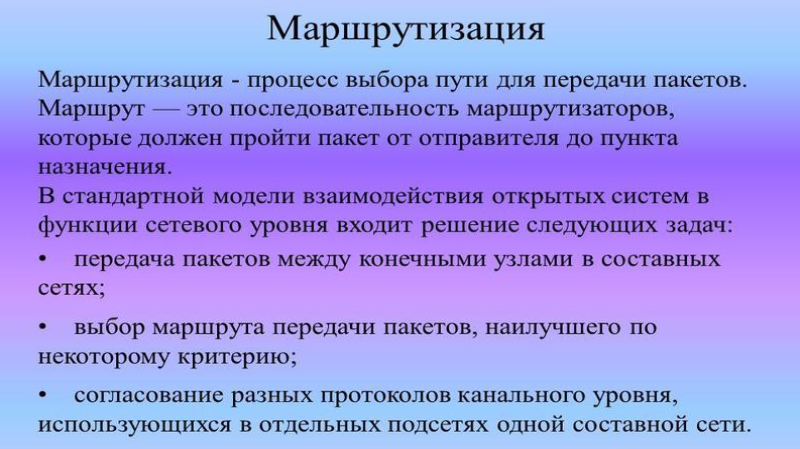 Маршрутизация
Маршрутизация - процесс выбора пути для передачи пакетов.
Маршрут — это последовательность маршрутизаторов,
которые должен пройти пакет от отправителя до пункта
назначения.
В стандартной модели взаимодействия открытых систем в
функции сетевого уровня входит решение следующих задач:
• передача пакетов между конечными узлами в составных
сетях;
• выбор маршрута передачи пакетов, наилучшего по
некоторому критерию;
• согласование разных протоколов канального уровня,
использующихся в отдельных подсетях одной составной сети.